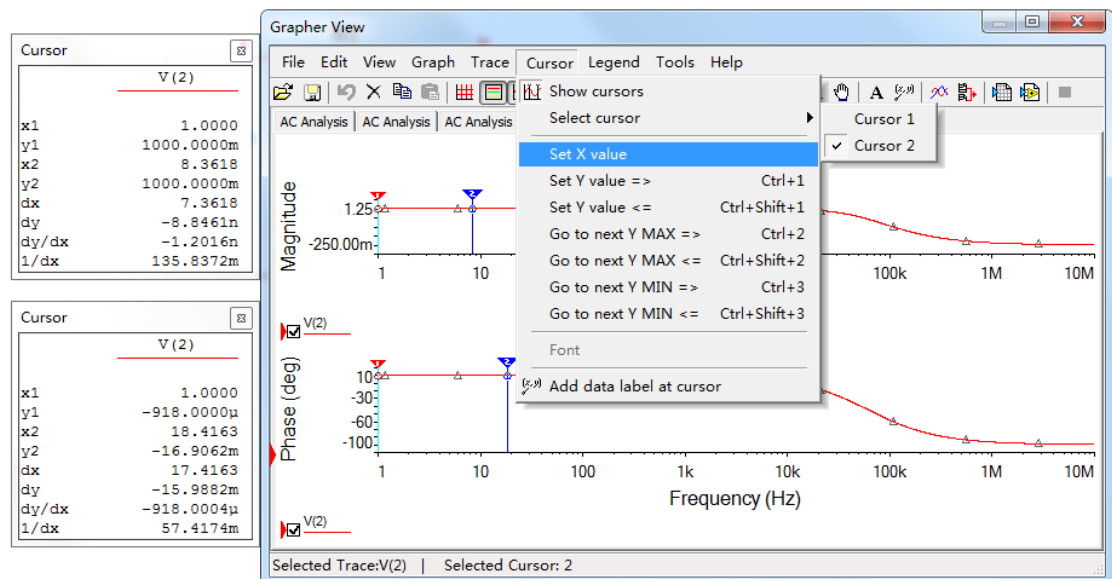 Grapher View
File Edit View Graph Trace Cursor Legend Tools Help
AC Analysis AC Analysis AC Analysis
Show cursors
Select cursor
Cursor 1
Cursor 2
Set X value
Set Y value => Ctrl+1
Set Y value <= Ctrl+Shift+1
Go to next Y MAX => Ctrl+2
Go to next Y MAX <= Ctrl+Shift+2
Go to next Y MIN => Ctrl+3
Go to next Y MIN <= Ctrl+Shift+3
Font
Add data label at cursor
Cursor
V(2)
x1 1.0000
y1 1000.0000m
x2 8.3618
y2 1000.0000m
dx 7.3618
dy -8.8461n
dy/dx -1.2016n
1/dx 135.8372m
Cursor
V(2)
x1 1.0000
y1 -918.0000µ
x2 18.4163
y2 -16.9062m
dx 17.4163
dy -15.9882m
dy/dx -918.0004µ
1/dx 57.4174m
Magnitude
1 2
1.25
-250.00m
1 10 100k 1M 10M
V(2)
Phase (deg)
1 2
10
-30
-60
-100
1 10 100 1k 10k 100k 1M 10M
Frequency (Hz)
V(2)
Selected Trace:V(2) | Selected Cursor: 2